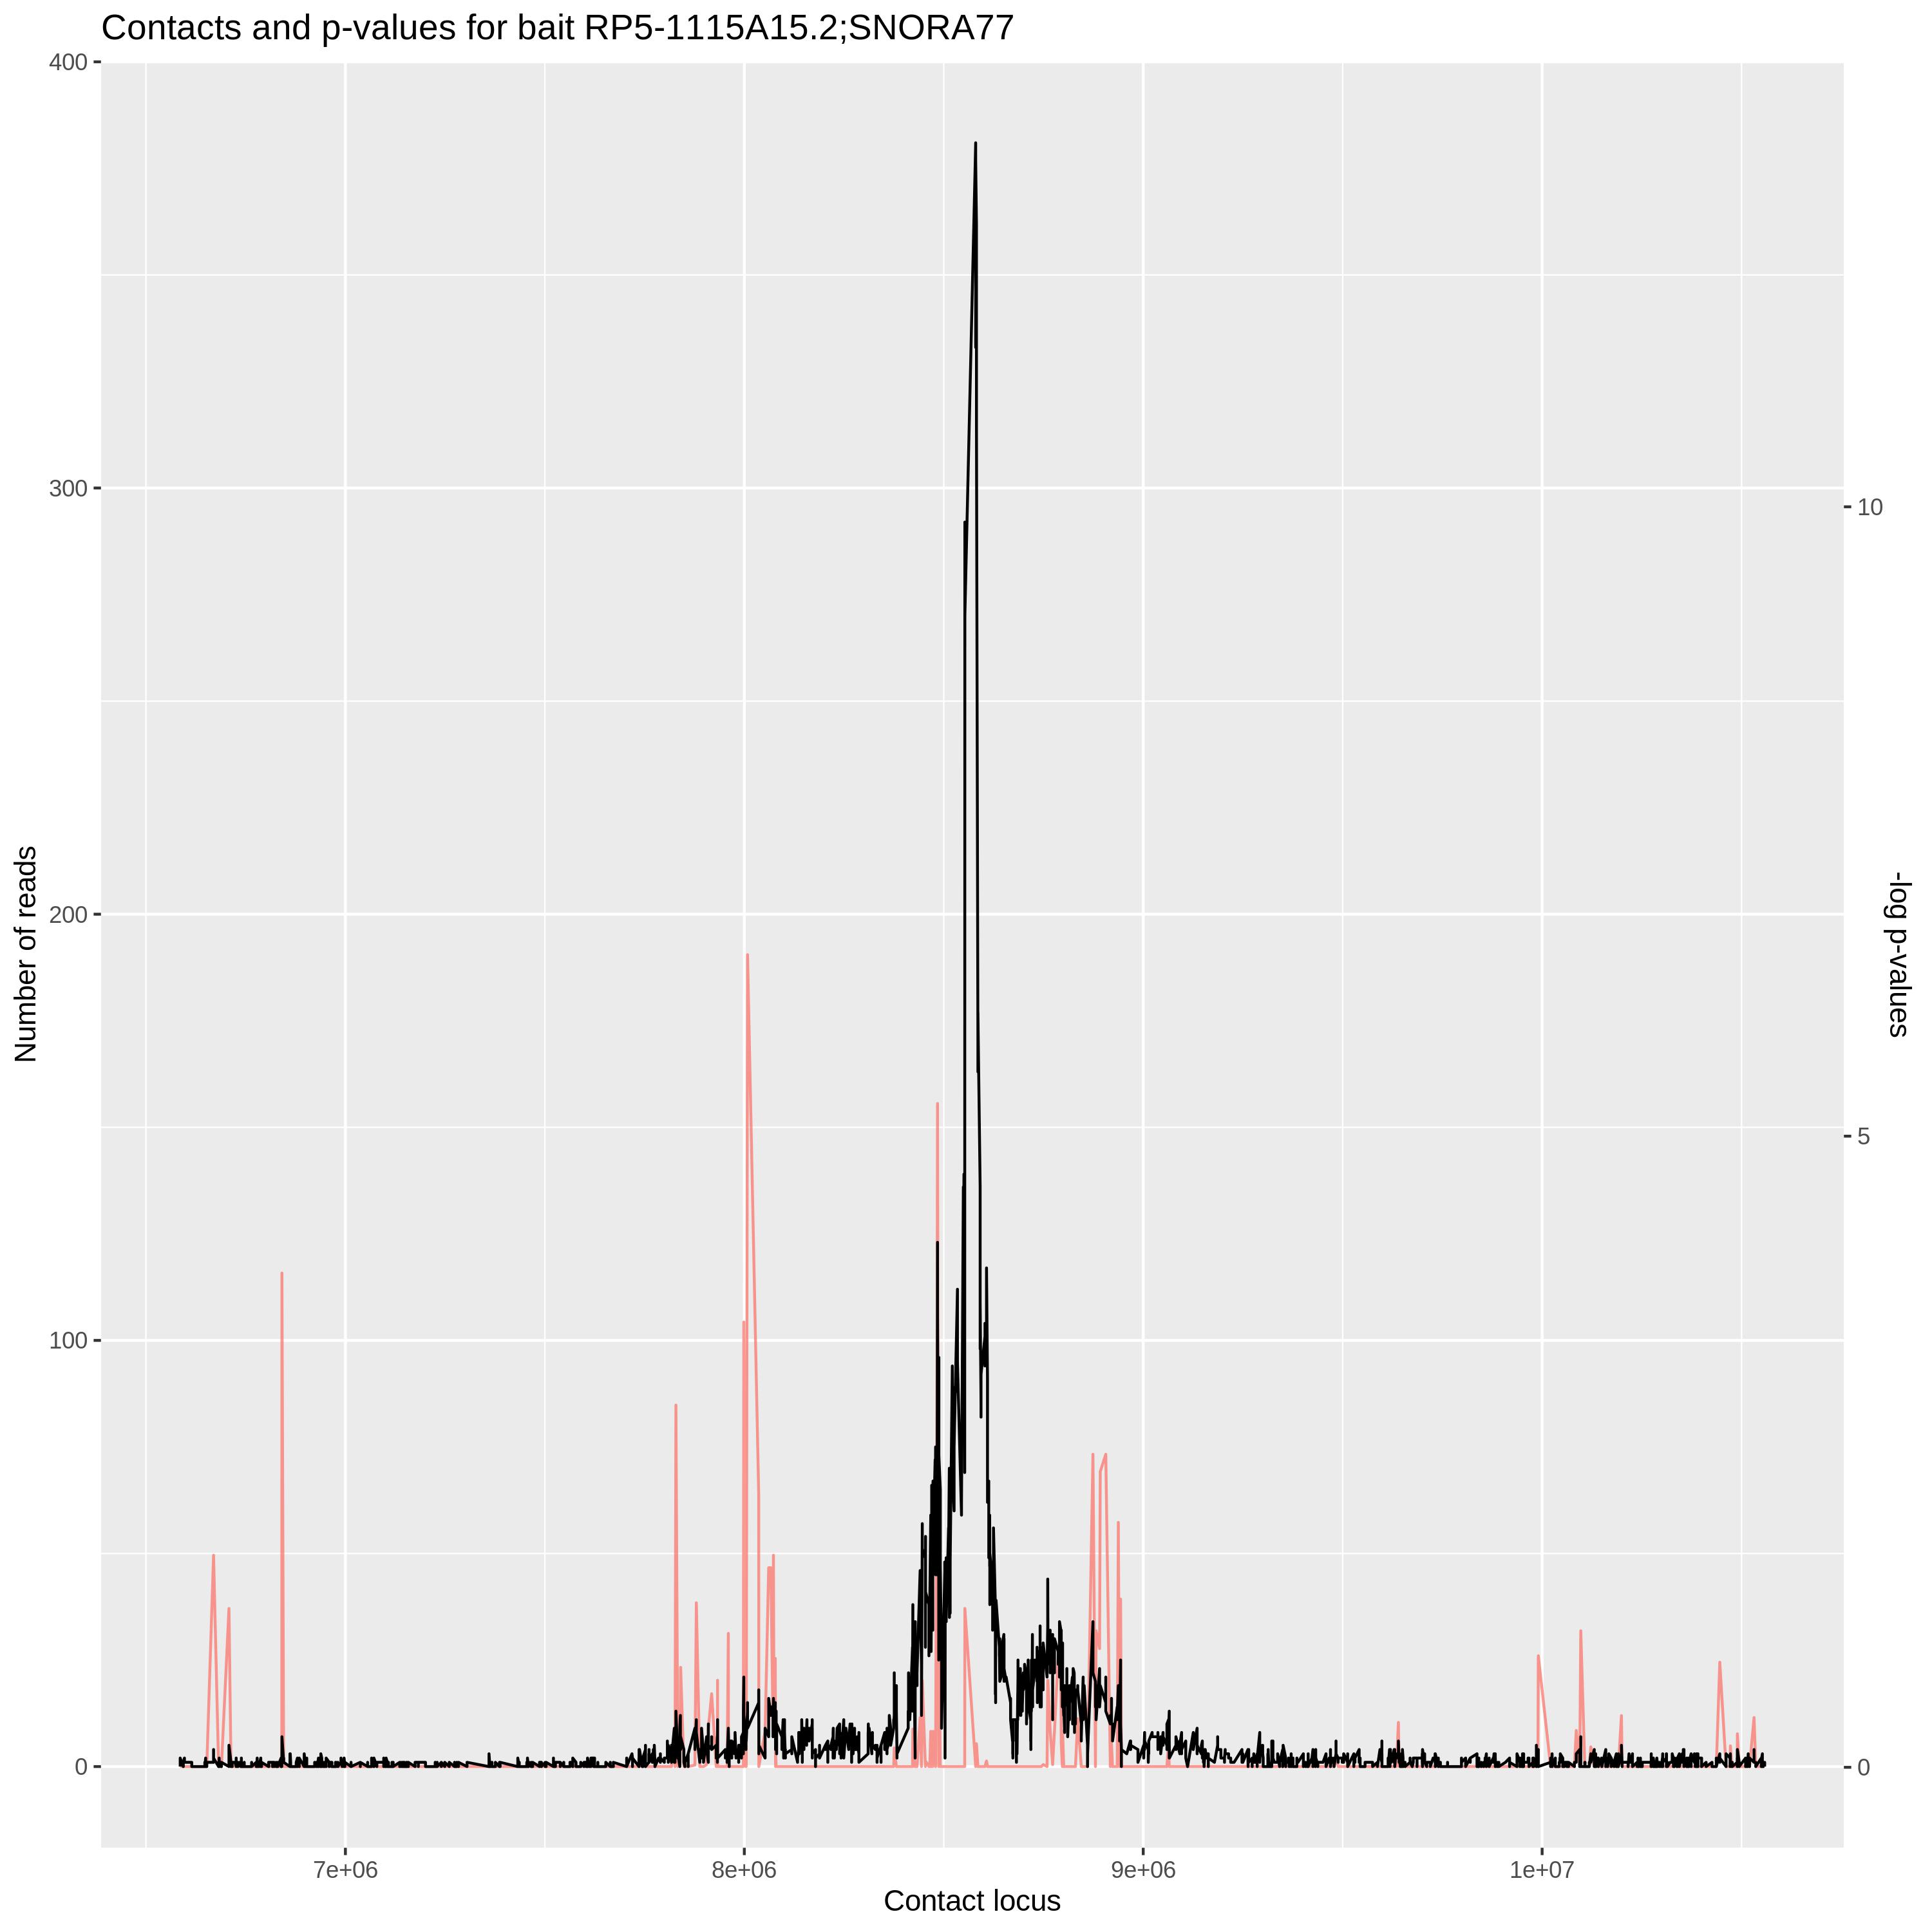 Contacts and p-values for bait RP5-1115A15.2;SNORA77
400
300
200
100
0
Number of reads
10
5
0
-log p-values
7e+06
8e+06
9e+06
1e+07
Contact locus